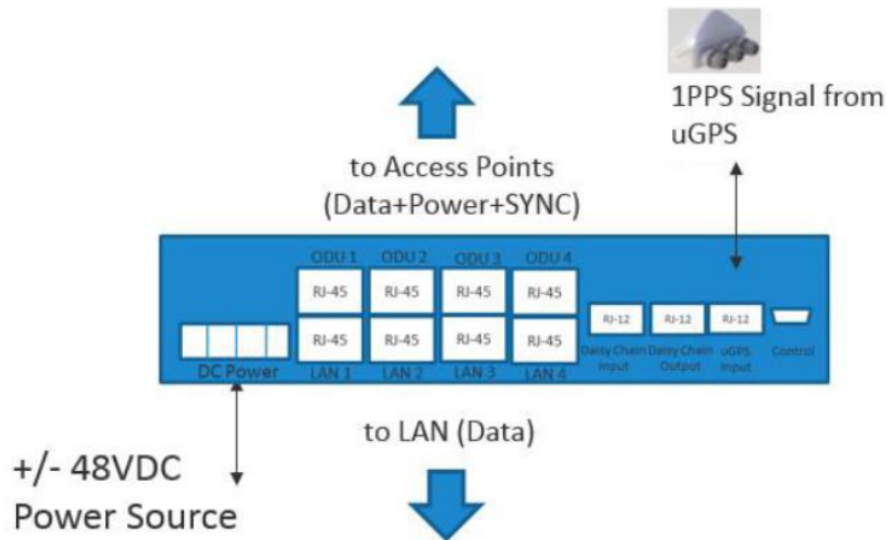 1PPS Signal from
uGPS
to Access Points
(Data+Power+SYNC)
ODU 1 ODU 2 ODU 3 ODU 4
RJ-45 RJ-45 RJ-45 RJ-45
RJ-12 RJ-12 RJ-12
RJ-45 RJ-45 RJ-45 RJ-45
Daisy Chain Daisy Chain uGPS Control
Input Output Input
DC Power LAN 1 LAN 2 LAN 3 LAN 4
to LAN (Data)
+/- 48VDC
Power Source